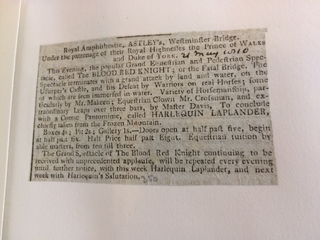 Royal Amphitheatre, ASTLEY's, Westminster Bridge.
Under the patronage of their Royal Highnesses the Prince of WALES
and Duke of YORK. 21 May 1810
This Evening, the popular Grand Equestrian and Pedestrian Spec-
tacle, called The BLOOD RED KNIGHT; or the Fatal Bridge. The
Spectacle terminates with a grand attack by land and water, on the
Usurper's Castle, and his Defeat by Warriors on real Horses; some
of which are seen immersed in water. Variety of Horsemanship, par-
ticularly by Mr. Makeen; Equestrian Clown Mr. Crosman, and Ex-
traordinary Leaps over three bars, by Master Davis. To conclude
with a Comic Pantomime, called HARLEQUIN LAPLANDER,
chiefly taken from the Frozen Mountain.
Boxes 4s; Pit 2s; Gallery 1s.—Doors open at half past five, begin
at half past six. Half Price half past Eight. Equestrian tuition by
able matters, from ten till three.
The Grand Spectacle of The Blood Red Knight continuing to be
received with unprecedented applause, will be repeated every evening
until further notice, with this week Harlequin Laplander, and next
week with Harlequin's Salutation.